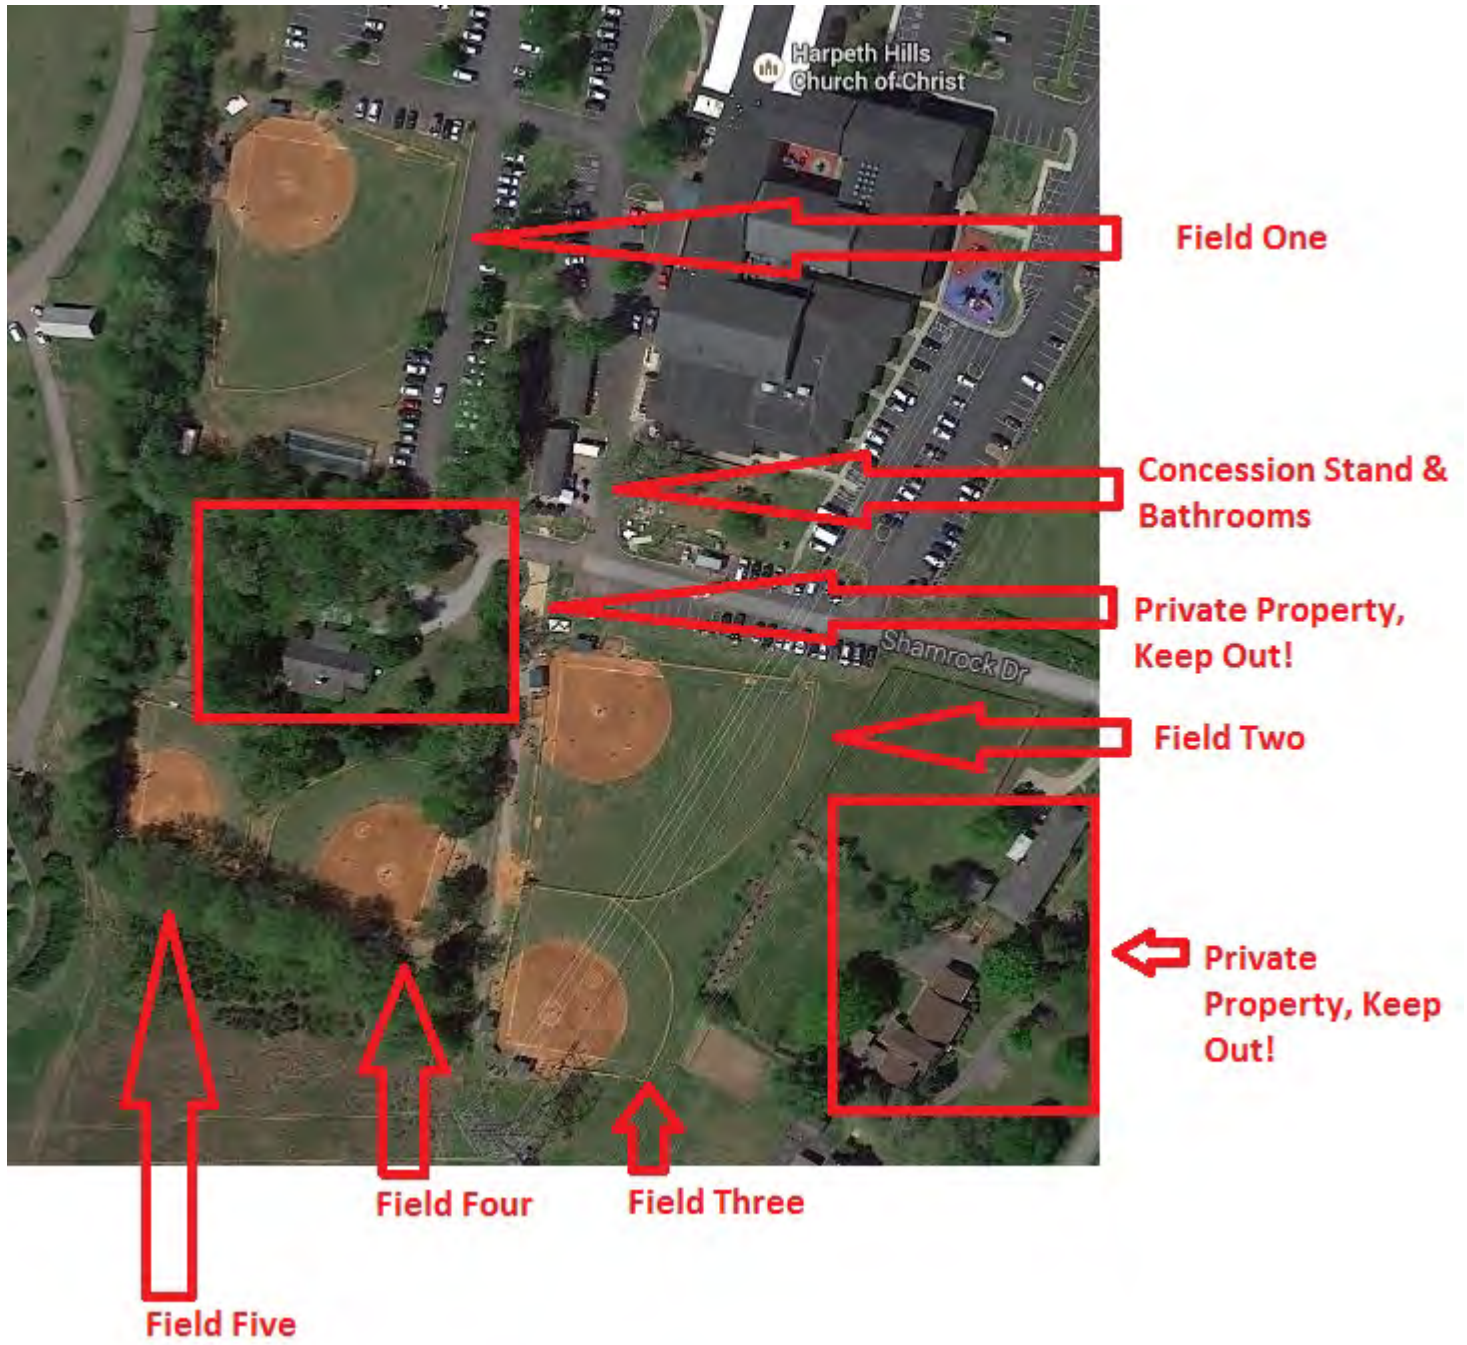 Harpeth Hills
Church of Christ
Field One
Concession Stand &
Bathrooms
Private Property,
Keep Out!
Shamrock Dr
Field Two
Private
Property, Keep
Out!
Field Four
Field Three
Field Five